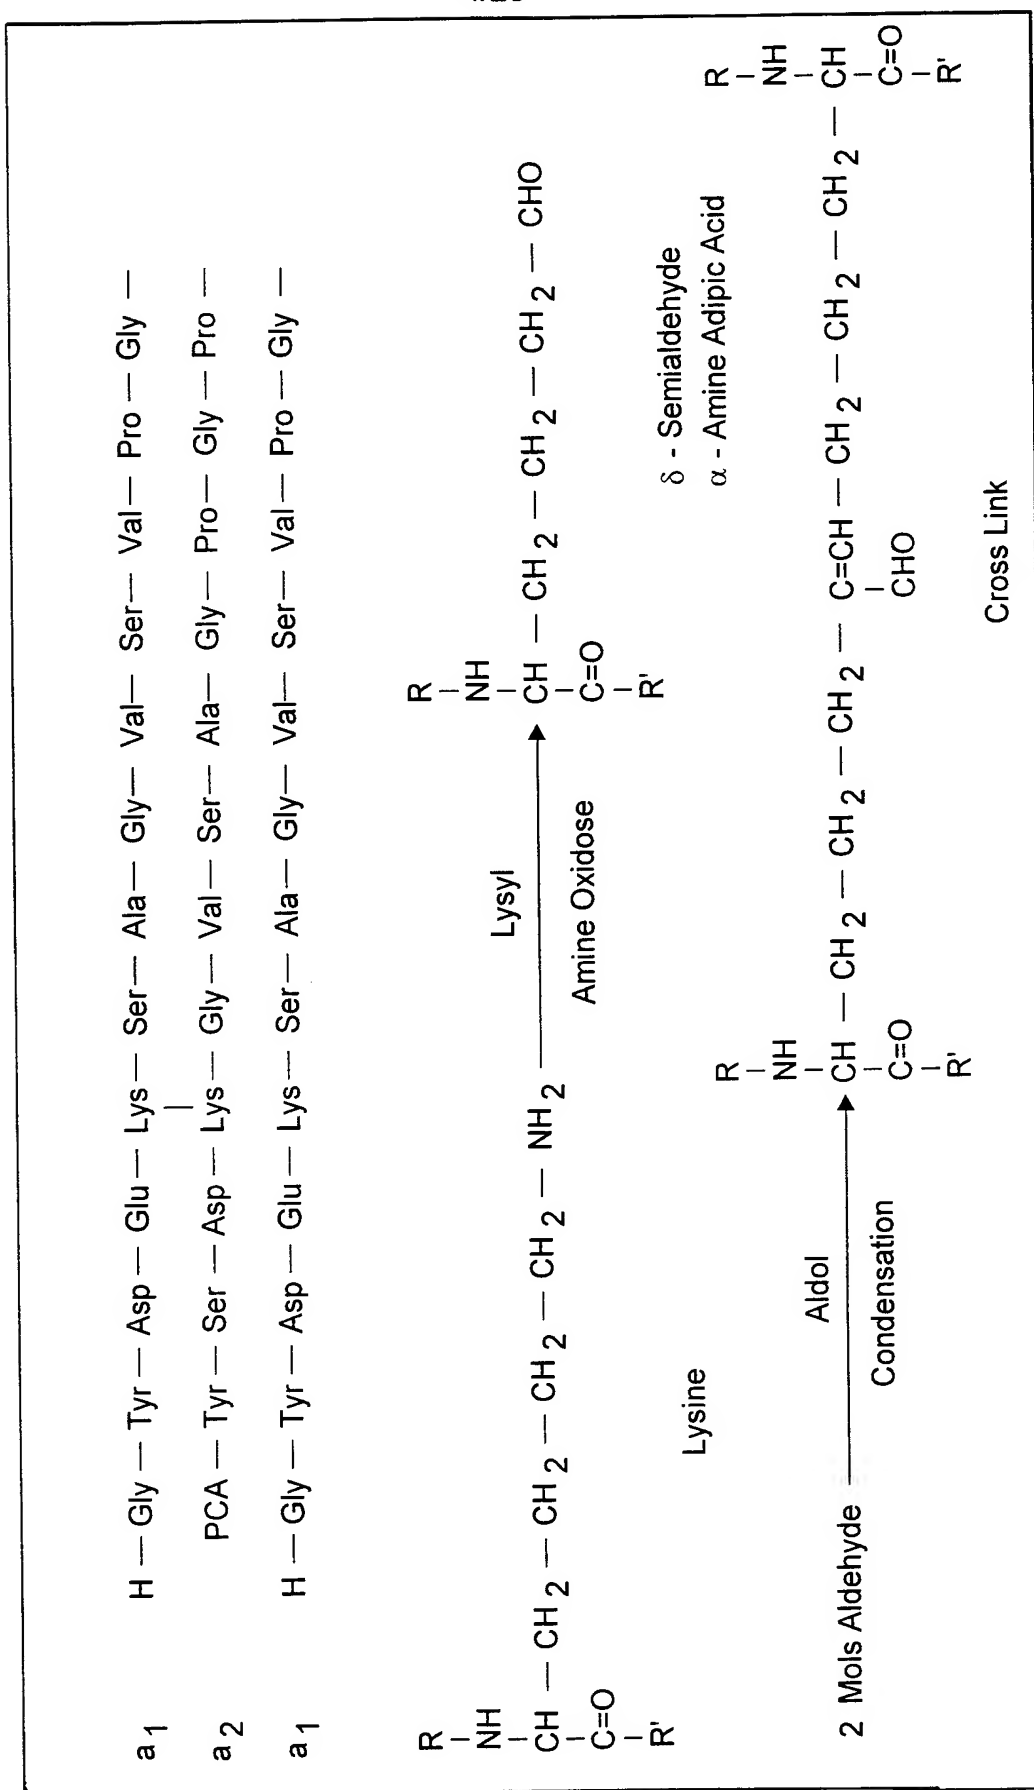 a1 H — Gly — Tyr — Asp — Glu — Lys — Ser — Ala — Gly — Val — Val — Ser — Val — Pro — Gly —
a2 PCA — Tyr — Ser — Asp — Lys — Gly — Val — Ser — Ala — Gly — Pro — Gly — Pro —
a1 H — Gly — Tyr — Asp — Glu — Lys — Ser — Ala — Gly — Val — Ser — Val — Pro — Gly —
R R
NH NH
CH — CH2 — CH2 — CH2 — CH2 — NH2 Lysyl CH — CH2 — CH2 — CH2 — CHO
C=O Amine Oxidose C=O
R' R'
Lysine δ - Semialdehyde
α - Amine Adipic Acid
R R
NH NH
2 Mols Aldehyde Aldol CH — CH2 — CH2 — CH2 — C=CH — CH2 — CH2 — CH2 — CH
Condensation C=O CHO C=O
R' R'
Cross Link